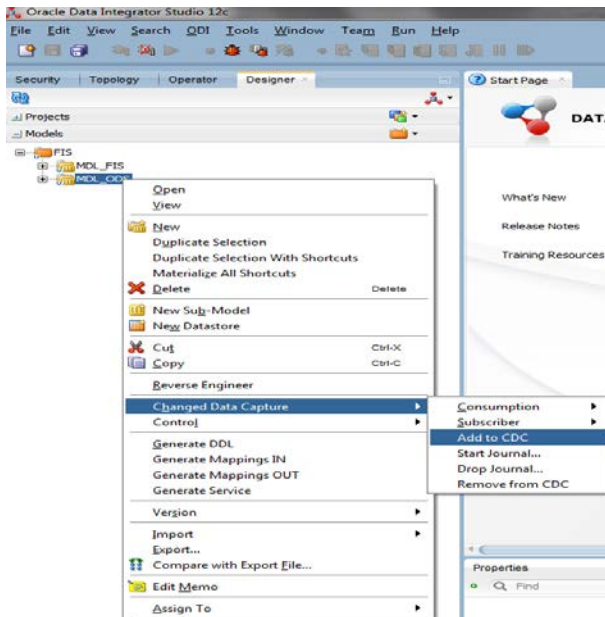 Oracle Data Integrator Studio 12c
File Edit View Search ODI Tools Window Team Run Help
Security Topology Operator Designer
Start Page
Projects
Models
FIS
MDL_FIS
MDL_ODS
DATA
What's New
Release Notes
Training Resources
Open
View
New
Duplicate Selection
Duplicate Selection With Shortcuts
Materialize All Shortcuts
Delete Delete
New Sub-Model
New Datastore
Cut Ctrl-X
Copy Ctrl-C
Reverse Engineer
Changed Data Capture
Control
Generate DDL
Generate Mappings IN
Generate Mappings OUT
Generate Service
Version
Import
Export...
Compare with Export File...
Edit Memo
Assign To
Consumption
Subscriber
Add to CDC
Start Journal...
Drop Journal...
Remove from CDC
Properties
Find